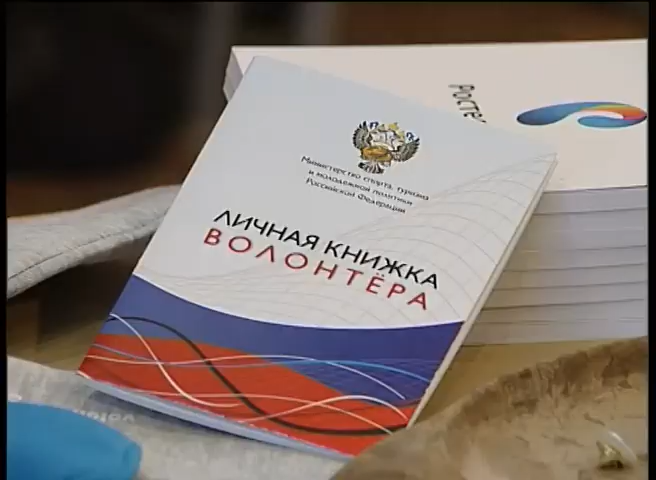 Министерство спорта, туризма
и молодежной политики
Российской Федерации
ЛИЧНАЯ КНИЖКА
ВОЛОНТЁРА